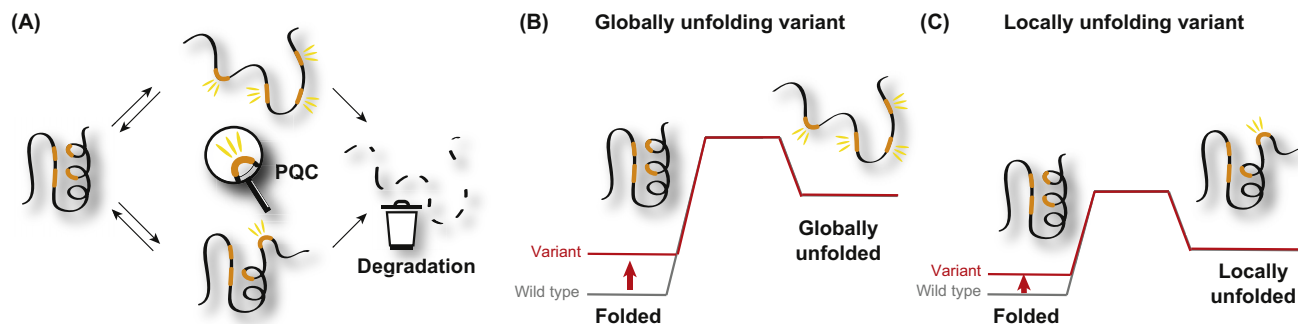 (A)
PQC
Degradation
(B) Globally unfolding variant
Variant
Wild type
Folded
Globally
unfolded
(C) Locally unfolding variant
Variant
Wild type
Folded
Locally
unfolded